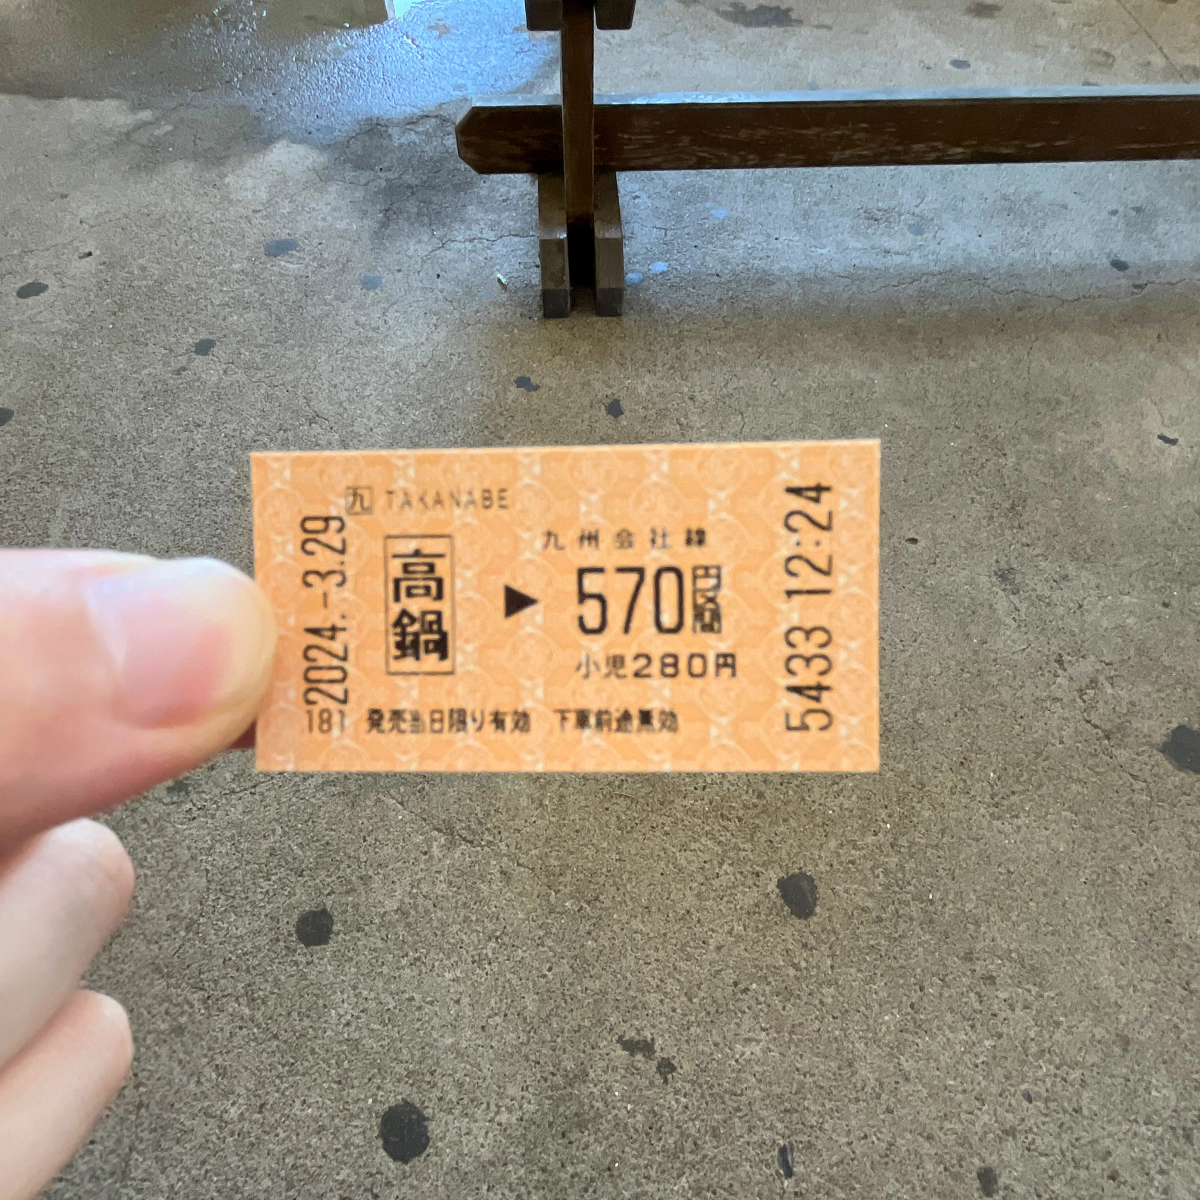 九 TAKANABE
2024.-3.29
高鍋
▶
九州会社線
570円区間
小児280円
181 発売当日限り有効 下車前途無効
5433 12:24